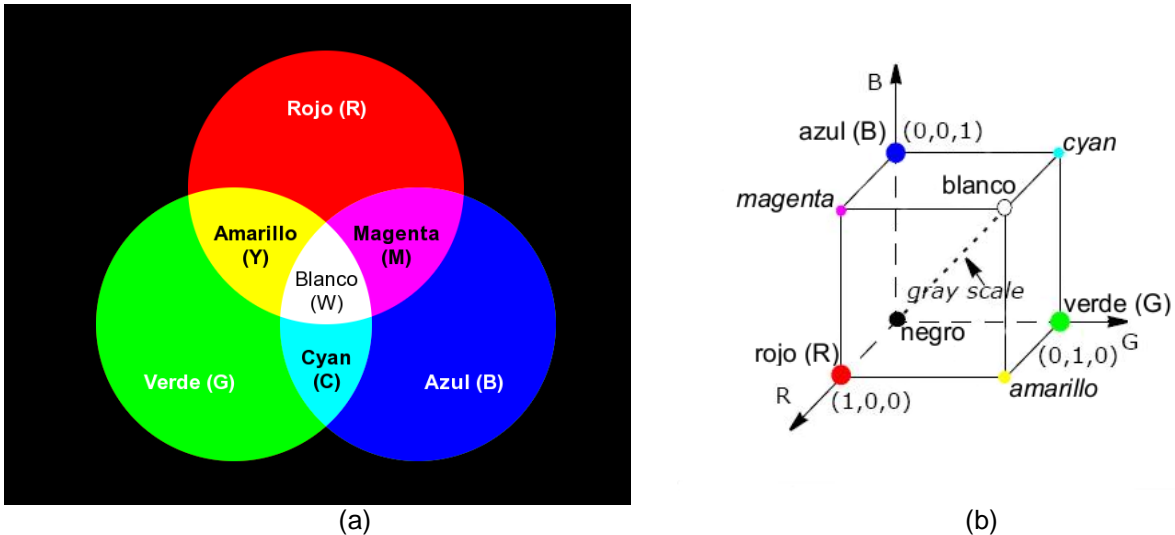 Rojo (R)
Amarillo
(Y)
Magenta
(M)
Blanco
(W)
Cyan
(C)
Verde (G)
Azul (B)
(a)
B
azul (B)
(0,0,1)
cyan
blanco
magenta
gray scale
verde (G)
negro
G
rojo (R)
(0,1,0)
amarillo
R
(1,0,0)
(b)